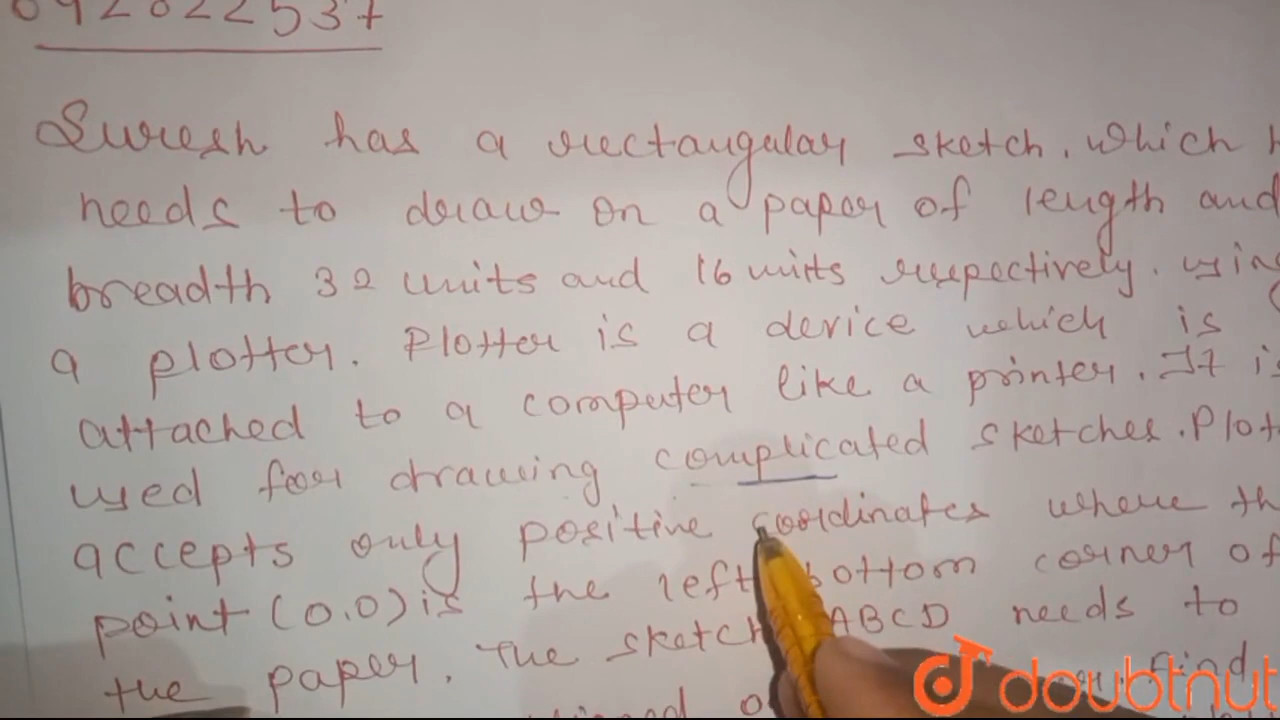 642022537
Suresh has a rectangular sketch. which h
needs to draw on a paper of length and
breadth 32 units and 16 units respectively. using
a plotter. Plotter is a device which is
attached to a computer like a printer. It is
used for drawing complicated sketches. Plot
accepts only positive coordinates where th
point (0.0) is the left bottom corner of
the paper. The sketch ABCD needs to
find
doubtnut